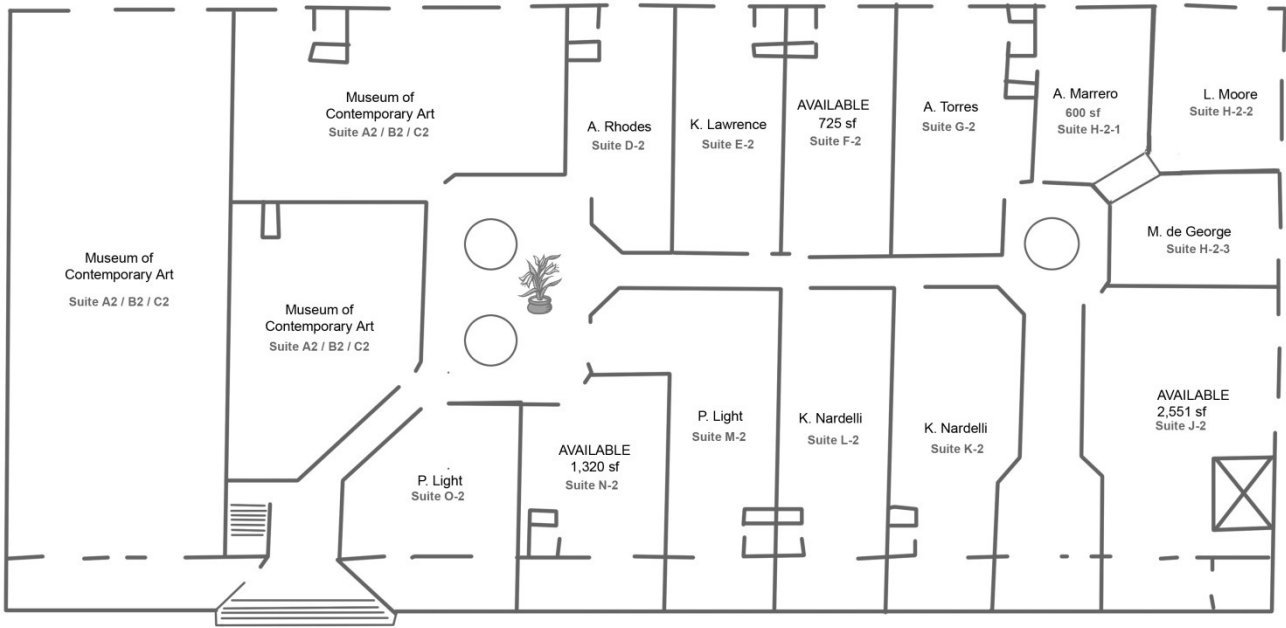 Museum of
Contemporary Art
Suite A2 / B2 / C2
Museum of
Contemporary Art
Suite A2 / B2 / C2
Museum of
Contemporary Art
Suite A2 / B2 / C2
A. Rhodes
Suite D-2
K. Lawrence
Suite E-2
AVAILABLE
725 sf
Suite F-2
A. Torres
Suite G-2
A. Marrero
600 sf
Suite H-2-1
L. Moore
Suite H-2-2
M. de George
Suite H-2-3
P. Light
Suite O-2
AVAILABLE
1,320 sf
Suite N-2
P. Light
Suite M-2
K. Nardelli
Suite L-2
K. Nardelli
Suite K-2
AVAILABLE
2,551 sf
Suite J-2